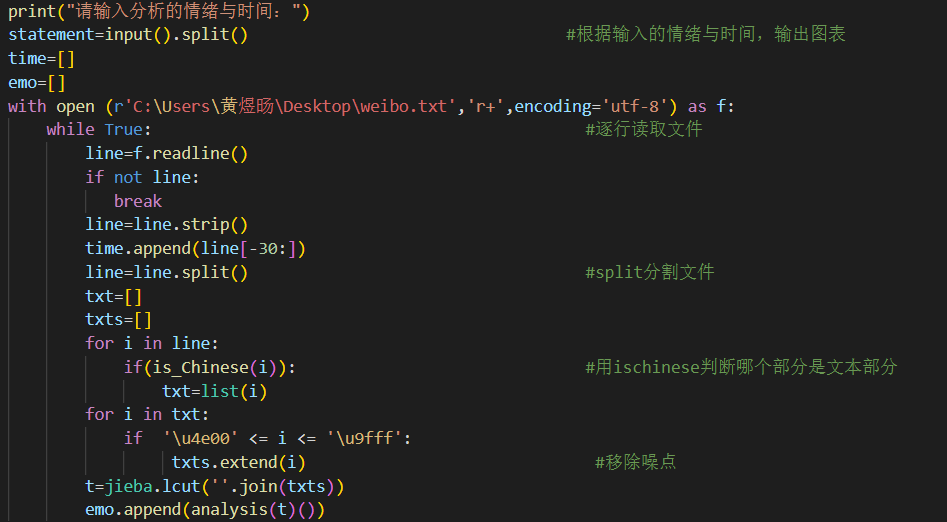 print("请输入分析的情绪与时间：")
statement=input().split() #根据输入的情绪与时间，输出图表
time=[]
emo=[]
with open (r'C:\Users\黄煜旸\Desktop\weibo.txt','r+',encoding='utf-8') as f:
    while True: #逐行读取文件
        line=f.readline()
        if not line:
           break
        line=line.strip()
        time.append(line[-30:])
        line=line.split() #split分割文件
        txt=[]
        txts=[]
        for i in line:
            if(is_Chinese(i)): #用ischinese判断哪个部分是文本部分
                txt=list(i)
        for i in txt:
            if  '\u4e00' <= i <= '\u9fff':
                 txts.extend(i) #移除噪点
        t=jieba.lcut(''.join(txts))
        emo.append(analysis(t)())